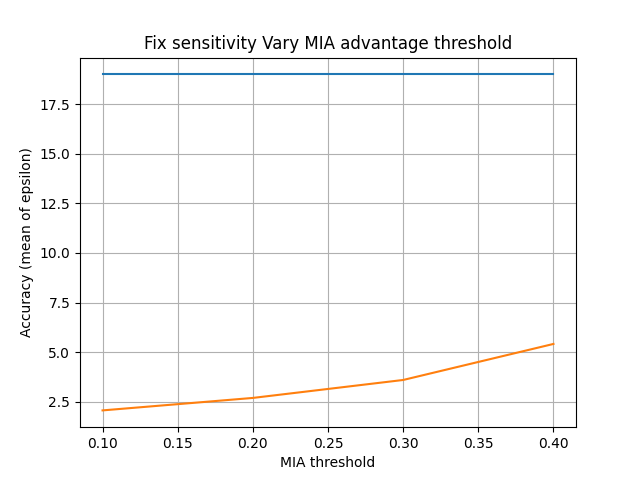 Fix sensitivity Vary MIA advantage threshold
Accuracy (mean of epsilon)
17.5
15.0
12.5
10.0
7.5
5.0
2.5
0.10 0.15 0.20 0.25 0.30 0.35 0.40
MIA threshold